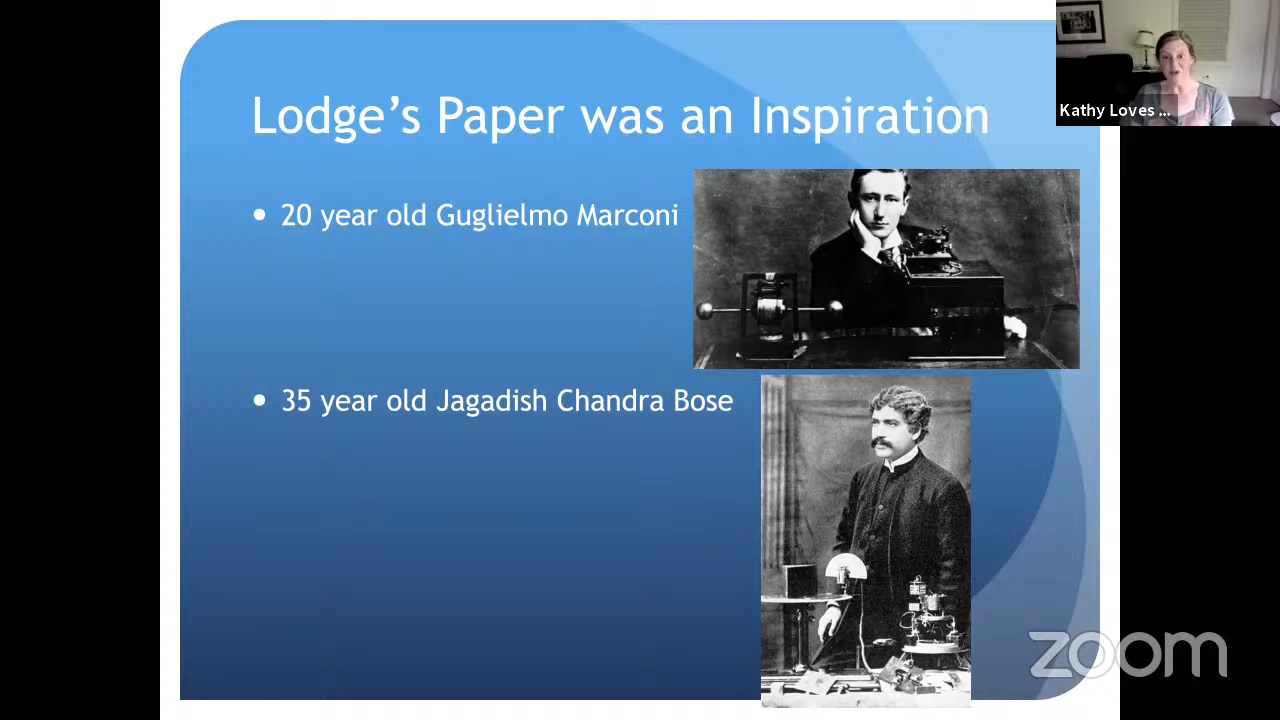 Lodge’s Paper was an Inspiration
Kathy Loves ...
• 20 year old Guglielmo Marconi
• 35 year old Jagadish Chandra Bose
zoom